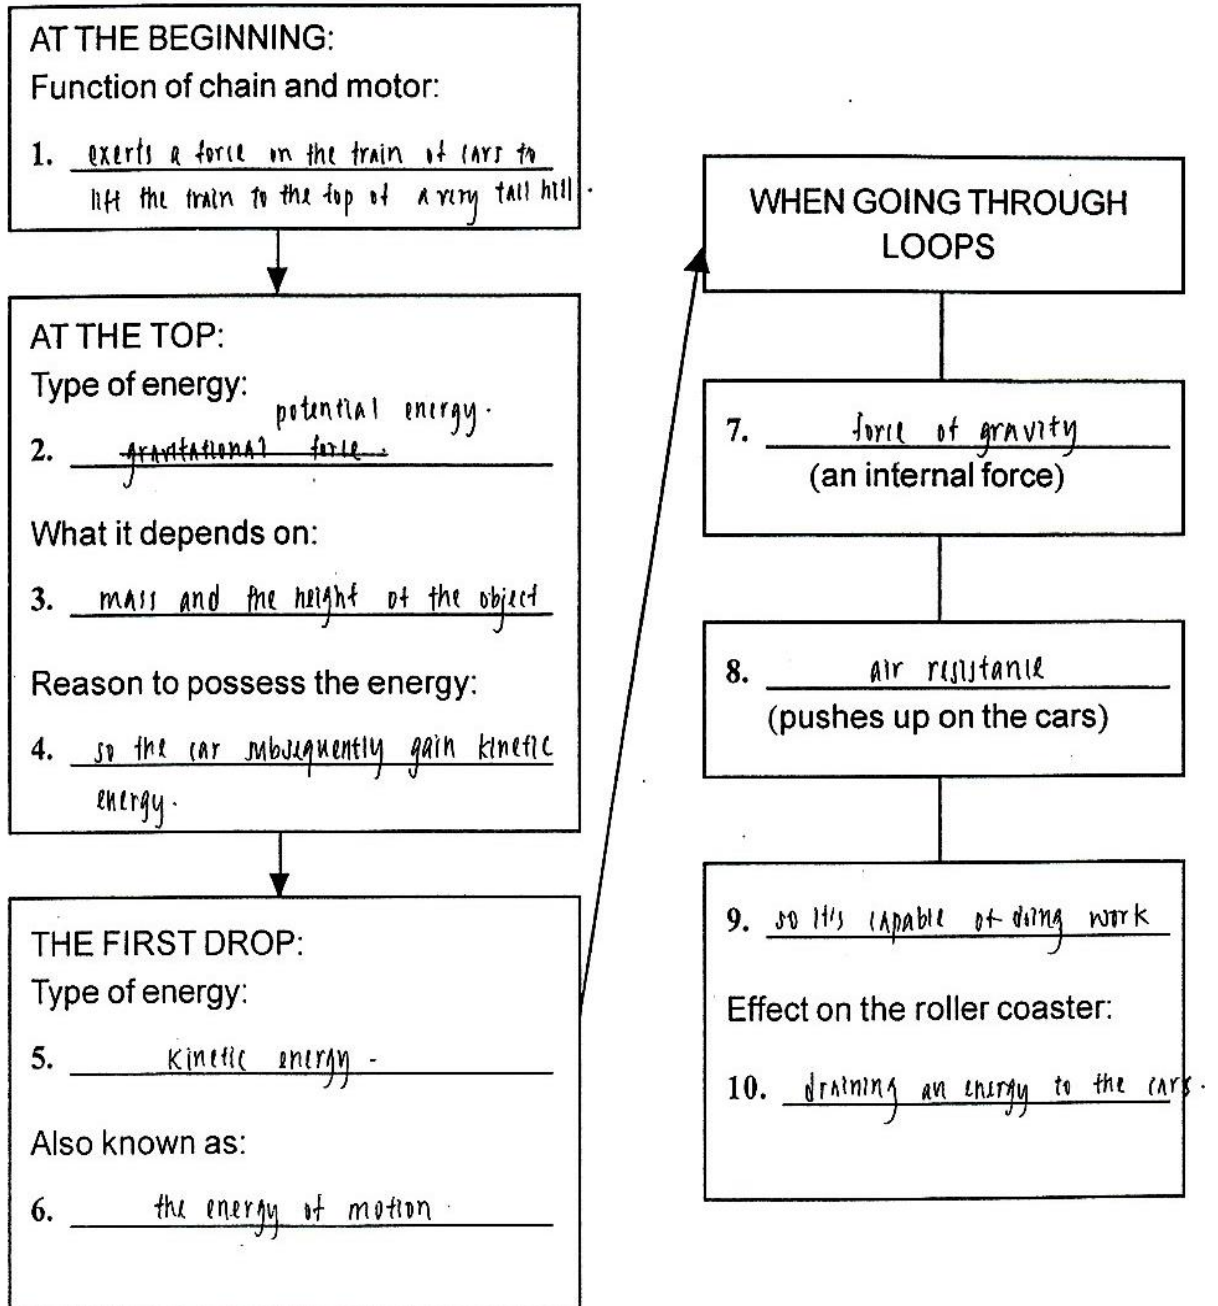 AT THE BEGINNING:
Function of chain and motor:
1. exerts a force on the train of cars to
lift the train to the top of a very tall hill.
AT THE TOP:
Type of energy:
potential energy.
2. gravitational force.
What it depends on:
3. mass and the height of the object
Reason to possess the energy:
4. so the car subsequently gain kinetic
energy.
THE FIRST DROP:
Type of energy:
5. kinetic energy -
Also known as:
6. the energy of motion.
WHEN GOING THROUGH
LOOPS
7. force of gravity
(an internal force)
8. air resistance
(pushes up on the cars)
9. so it's capable of doing work
Effect on the roller coaster:
10. draining an energy to the cars.